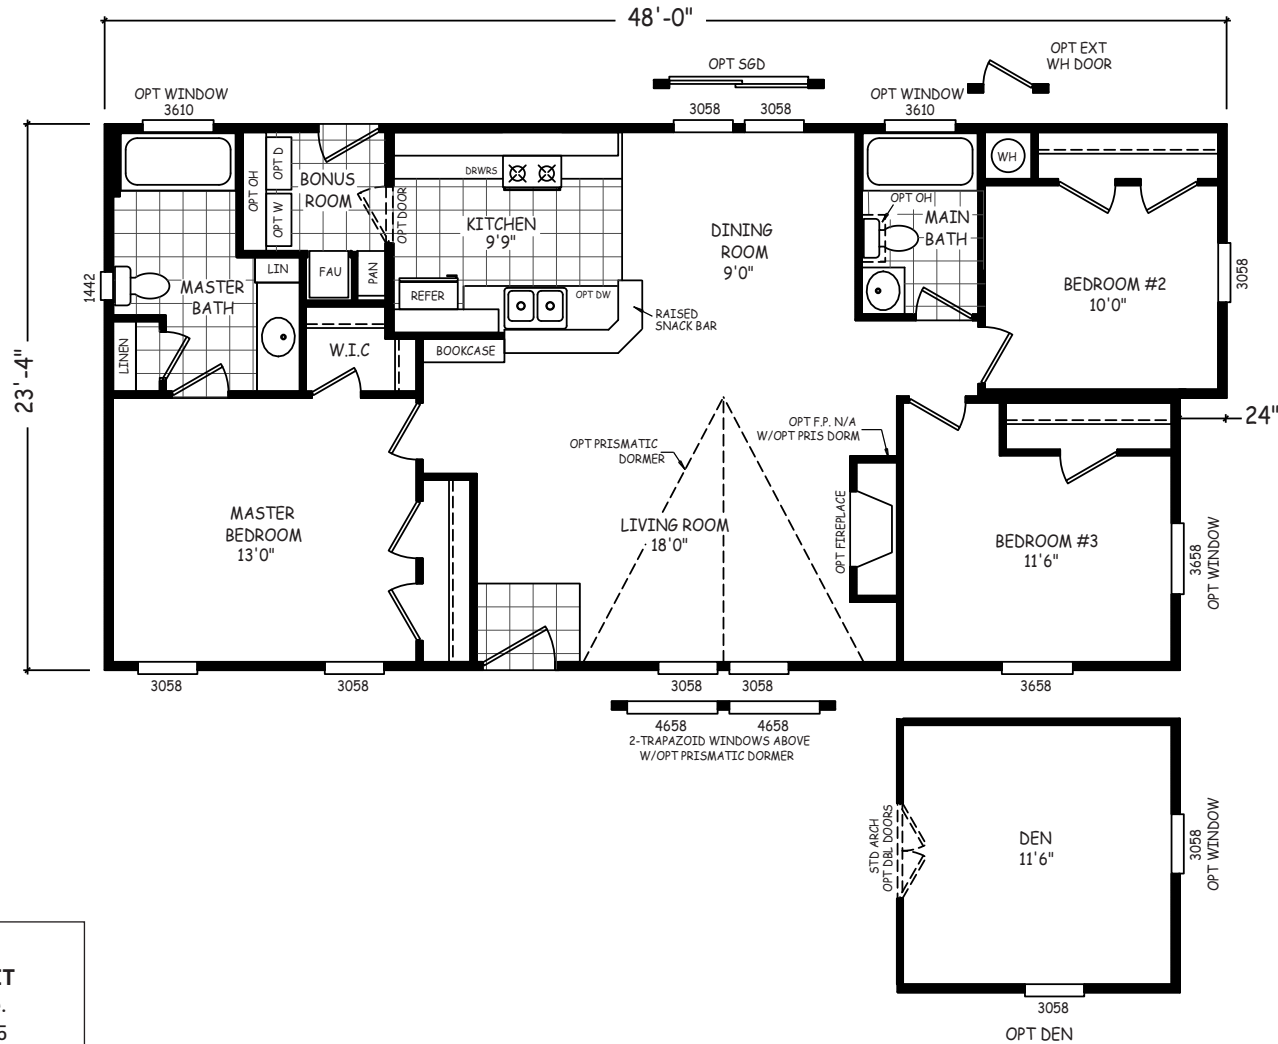 48'-0"
OPT SGD
OPT EXT
WH DOOR
OPT WINDOW
3610
3058
3058
OPT WINDOW
3610
OPT OH
OPT D
OPT W
BONUS
ROOM
OPT DOOR
DRWRS
KITCHEN
9'9"
DINING
ROOM
9'0"
OPT OH
MAIN
BATH
WH
BEDROOM #2
10'0"
3058
1442
MASTER
BATH
LIN
FAU
PAN
REFER
OPT DW
RAISED
SNACK BAR
LINEN
W.I.C
BOOKCASE
23'-4"
24"
OPT PRISMATIC
DORMER
OPT F.P. N/A
W/OPT PRIS DORM
MASTER
BEDROOM
13'0"
LIVING ROOM
18'0"
OPT FIREPLACE
BEDROOM #3
11'6"
3658
OPT WINDOW
3058
3058
3058
3058
3658
4658
4658
2-TRAPAZOID WINDOWS ABOVE
W/OPT PRISMATIC DORMER
STD ARCH
OPT DBL DOORS
DEN
11'6"
3058
OPT WINDOW
3058
OPT DEN